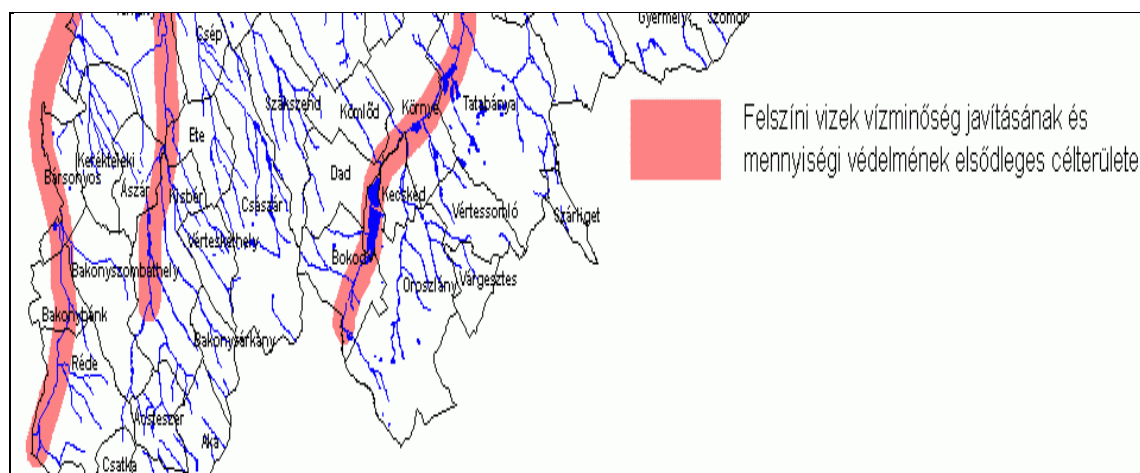 Gyermely Szomor
Csép
Szákszend
Kömlőd
Környe
Tatabánya
Felszíni vizek vízminőség javításának és
mennyiségi védelmének elsődleges célterülete
Ete
Kerékteleki
Bársonyos
Ászár
Kisbér
Dad
Császár
Kecskéd
Vértessomló
Szárliget
Vérteskethely
Bokod
Bakonyszombathely
Oroszlány
Várgesztes
Bakonybánk
Bakonysárkány
Réde
Ácsteszér
Aka
Csatka